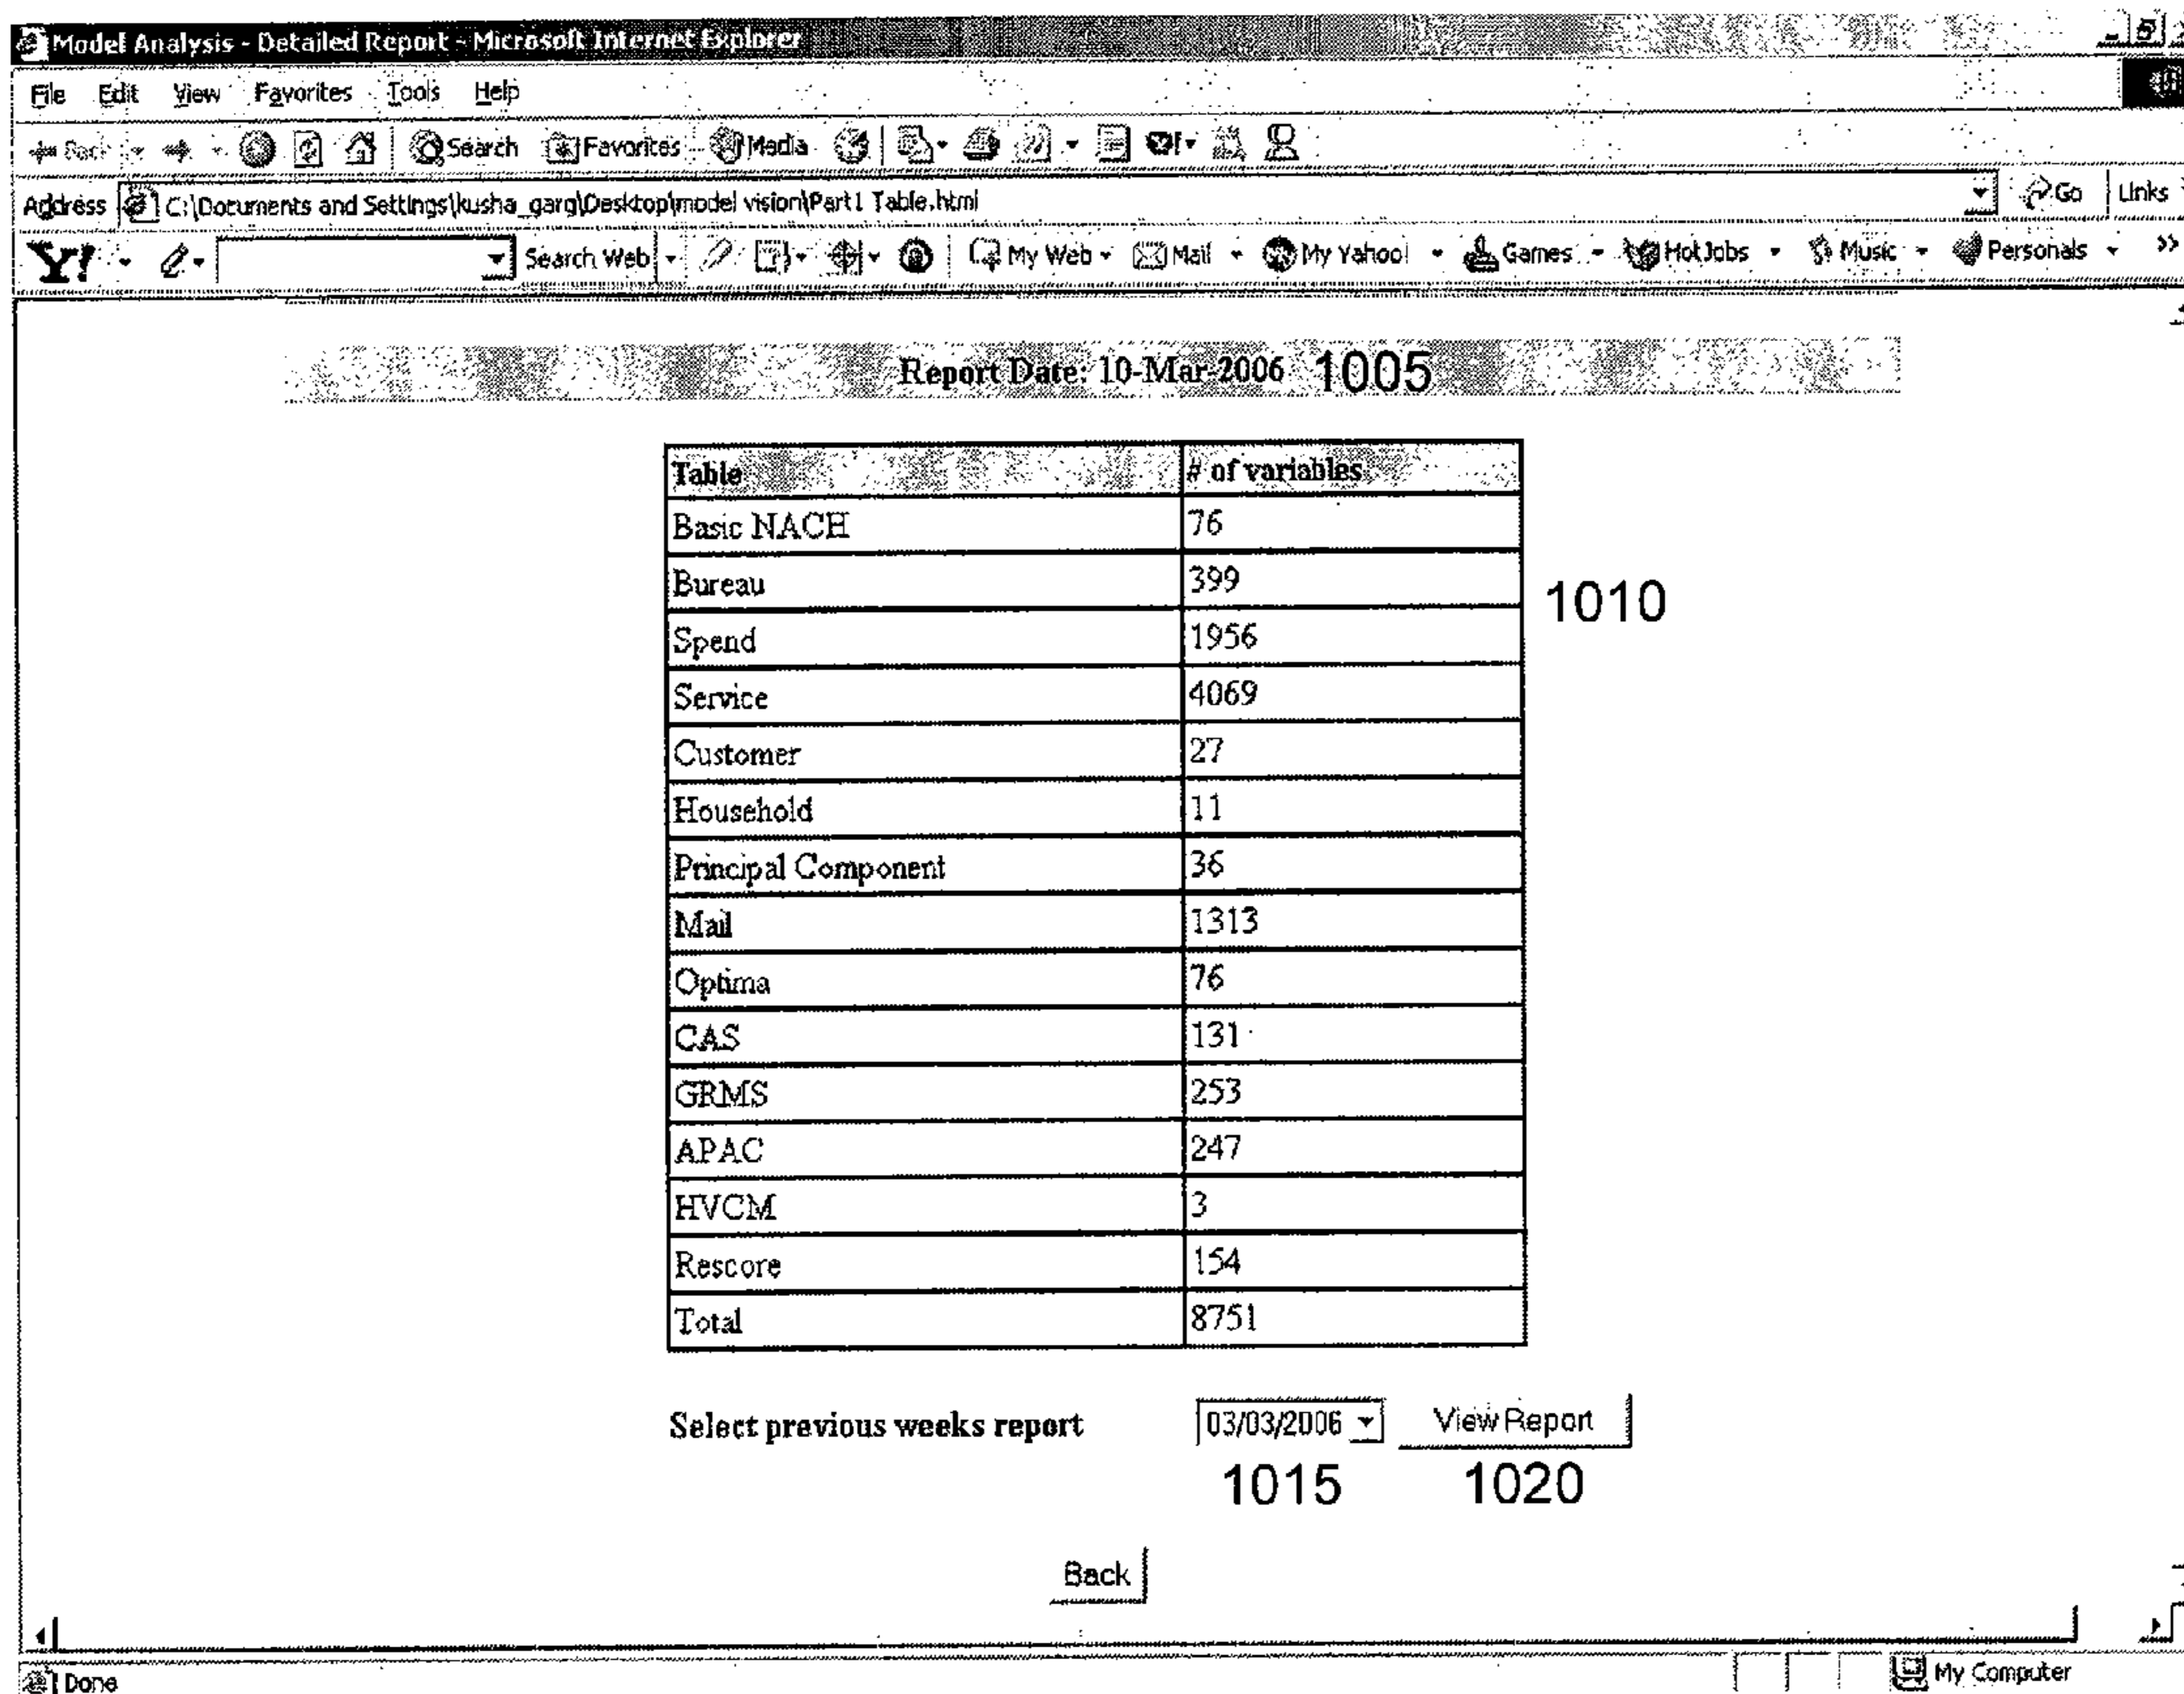 Model Analysis - Detailed Report - Microsoft Internet Explorer
File Edit View Favorites Tools Help
Back Search Favorites Media
Address C:\Documents and Settings\kusha_garg\Desktop\model vision\Part1 Table.html Go Links
Y! Search Web My Web Mail My Yahoo! Games HotJobs Music Personals »
Report Date: 10-Mar-2006 1005
Table # of variables
Basic NACH 76
Bureau 399
1010
Spend 1956
Service 4069
Customer 27
Household 11
Principal Component 36
Mail 1313
Optima 76
CAS 131
GRMS 253
APAC 247
HVCM 3
Rescore 154
Total 8751
Select previous weeks report 03/03/2006 View Report
1015 1020
Back
Done My Computer